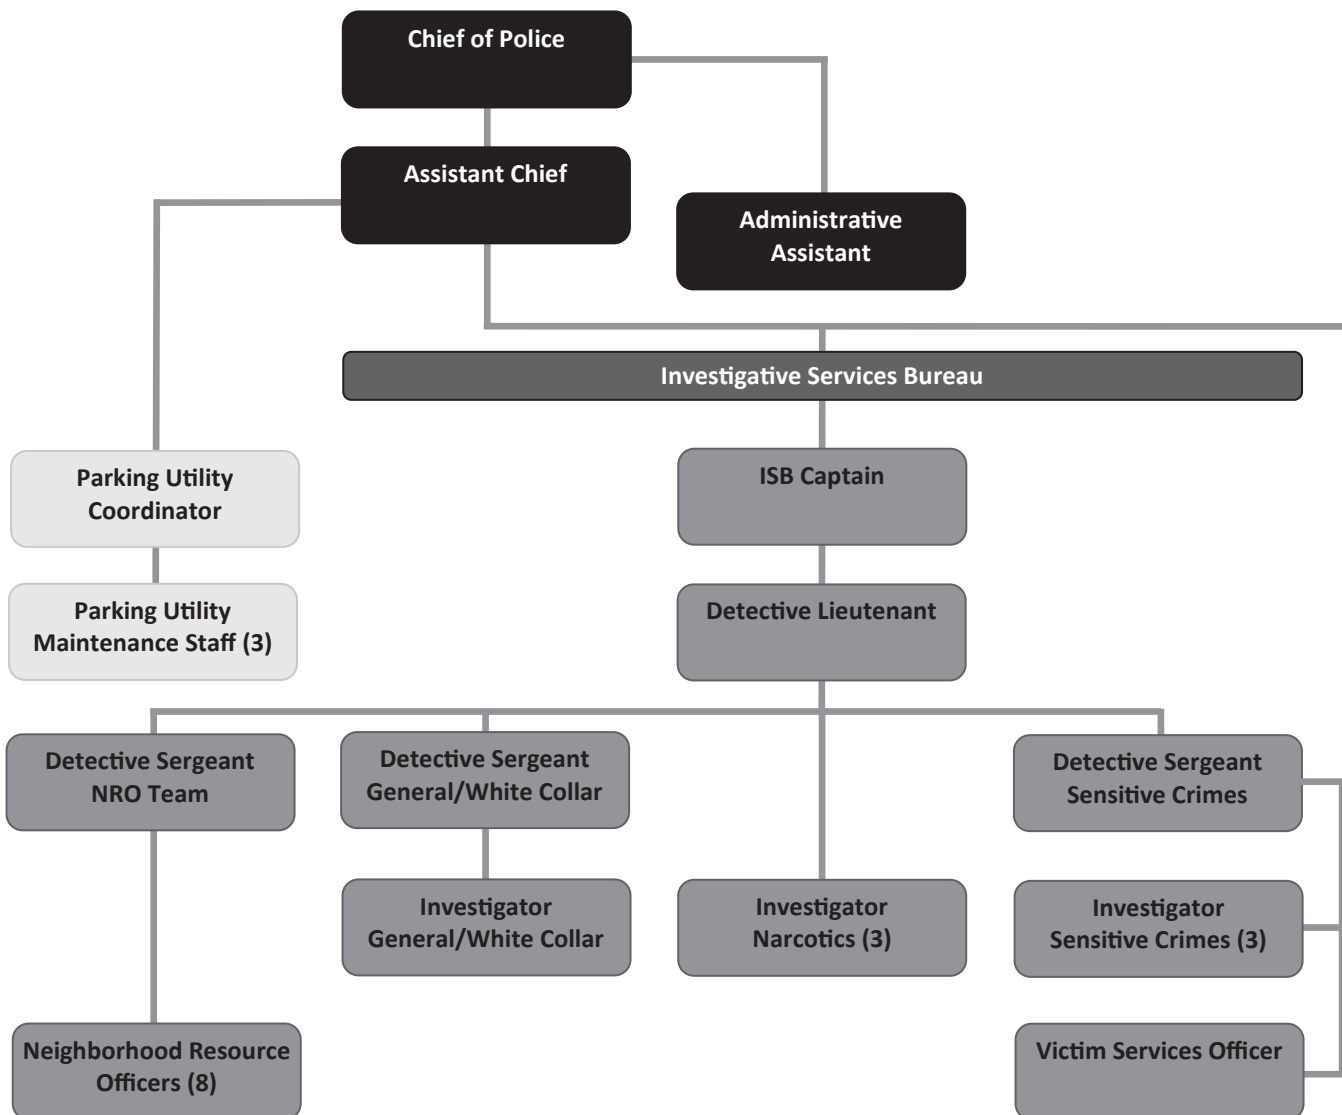 Chief of Police
Assistant Chief
Administrative
Assistant
Investigative Services Bureau
Parking Utility
Coordinator
ISB Captain
Parking Utility
Maintenance Staff (3)
Detective Lieutenant
Detective Sergeant
NRO Team
Detective Sergeant
General/White Collar
Detective Sergeant
Sensitive Crimes
Investigator
General/White Collar
Investigator
Narcotics (3)
Investigator
Sensitive Crimes (3)
Neighborhood Resource
Officers (8)
Victim Services Officer